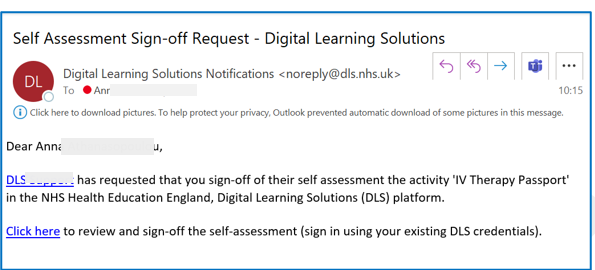 Self Assessment Sign-off Request - Digital Learning Solutions
DL
Digital Learning Solutions Notifications <noreply@dls.nhs.uk>
To Anr
10:15
Click here to download pictures. To help protect your privacy, Outlook prevented automatic download of some pictures in this message.
Dear Anna u,
DLS has requested that you sign-off of their self assessment the activity 'IV Therapy Passport'
in the NHS Health Education England, Digital Learning Solutions (DLS) platform.
Click here to review and sign-off the self-assessment (sign in using your existing DLS credentials).